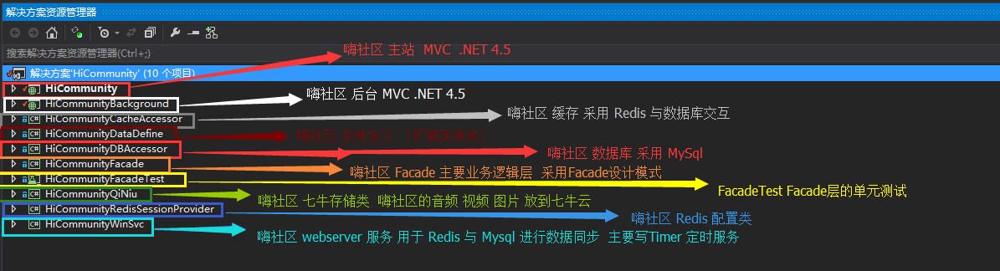 解决方案资源管理器
搜索解决方案资源管理器(Ctrl+;)
解决方案'HiCommunity' (10 个项目)
HiCommunity
嗨社区 主站 MVC .NET 4.5
HiCommunityBackground
嗨社区 后台 MVC .NET 4.5
HiCommunityCacheAccessor
嗨社区 缓存 采用 Redis 与数据库交互
HiCommunityDataDefine
HiCommunityDBAccessor
嗨社区 数据库 采用 MySql
HiCommunityFacade
嗨社区 Facade 主要业务逻辑层 采用Facade设计模式
HiCommunityFacadeTest
FacadeTest Facade层的单元测试
HiCommunityQiNiu
嗨社区 七牛存储类 嗨社区的音频 视频 图片 放到七牛云
HiCommunityRedisSessionProvider
嗨社区 Redis 配置类
HiCommunityWinSvc
嗨社区 webserver 服务 用于 Redis 与 Mysql 进行数据同步 主要写Timer 定时服务